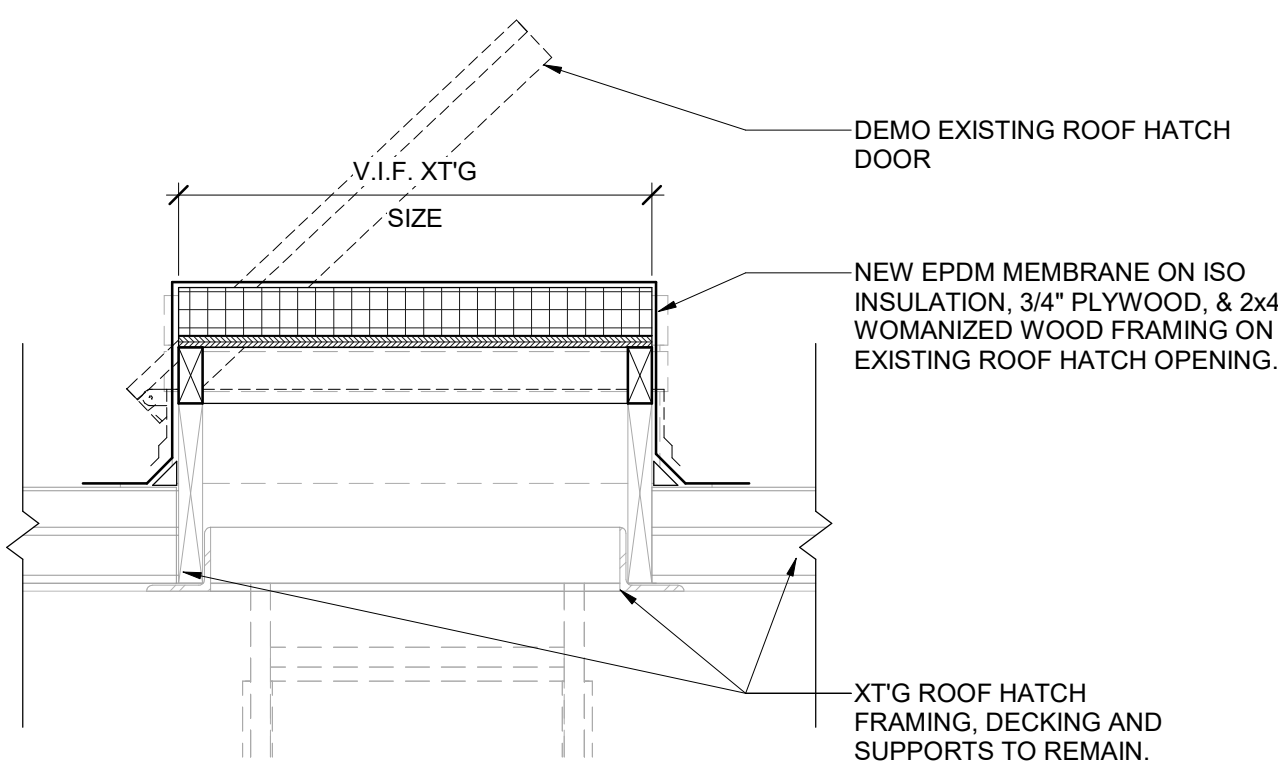 DEMO EXISTING ROOF HATCH
DOOR
V.I.F. XT'G
SIZE
NEW EPDM MEMBRANE ON ISO
INSULATION, 3/4" PLYWOOD, & 2x4
WOMANIZED WOOD FRAMING ON
EXISTING ROOF HATCH OPENING.
XT'G ROOF HATCH
FRAMING, DECKING AND
SUPPORTS TO REMAIN.